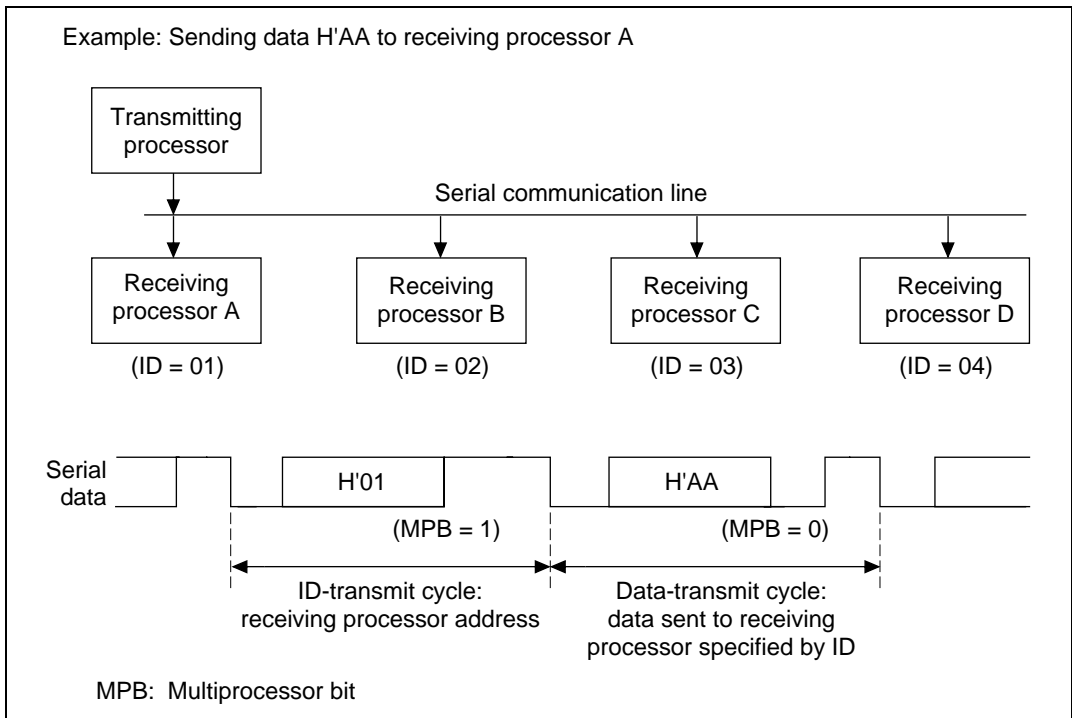 Example: Sending data H'AA to receiving processor A
Transmitting
processor
Serial communication line
Receiving
processor A
Receiving
processor B
Receiving
processor C
Receiving
processor D
(ID = 01)
(ID = 02)
(ID = 03)
(ID = 04)
Serial
data
H'01
H'AA
(MPB = 1)
(MPB = 0)
ID-transmit cycle:
receiving processor address
Data-transmit cycle:
data sent to receiving
processor specified by ID
MPB: Multiprocessor bit